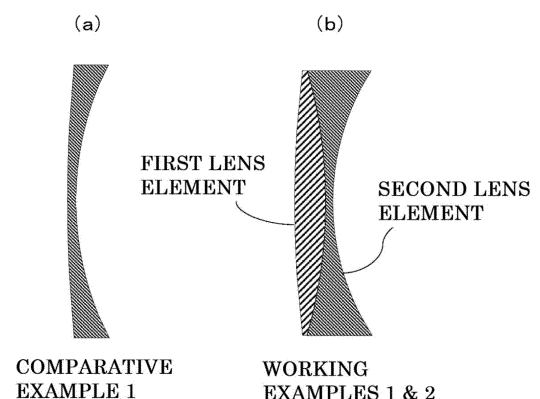 (a)
(b)
FIRST LENS
ELEMENT
SECOND LENS
ELEMENT
COMPARATIVE
EXAMPLE 1
WORKING
EXAMPLES 1 & 2